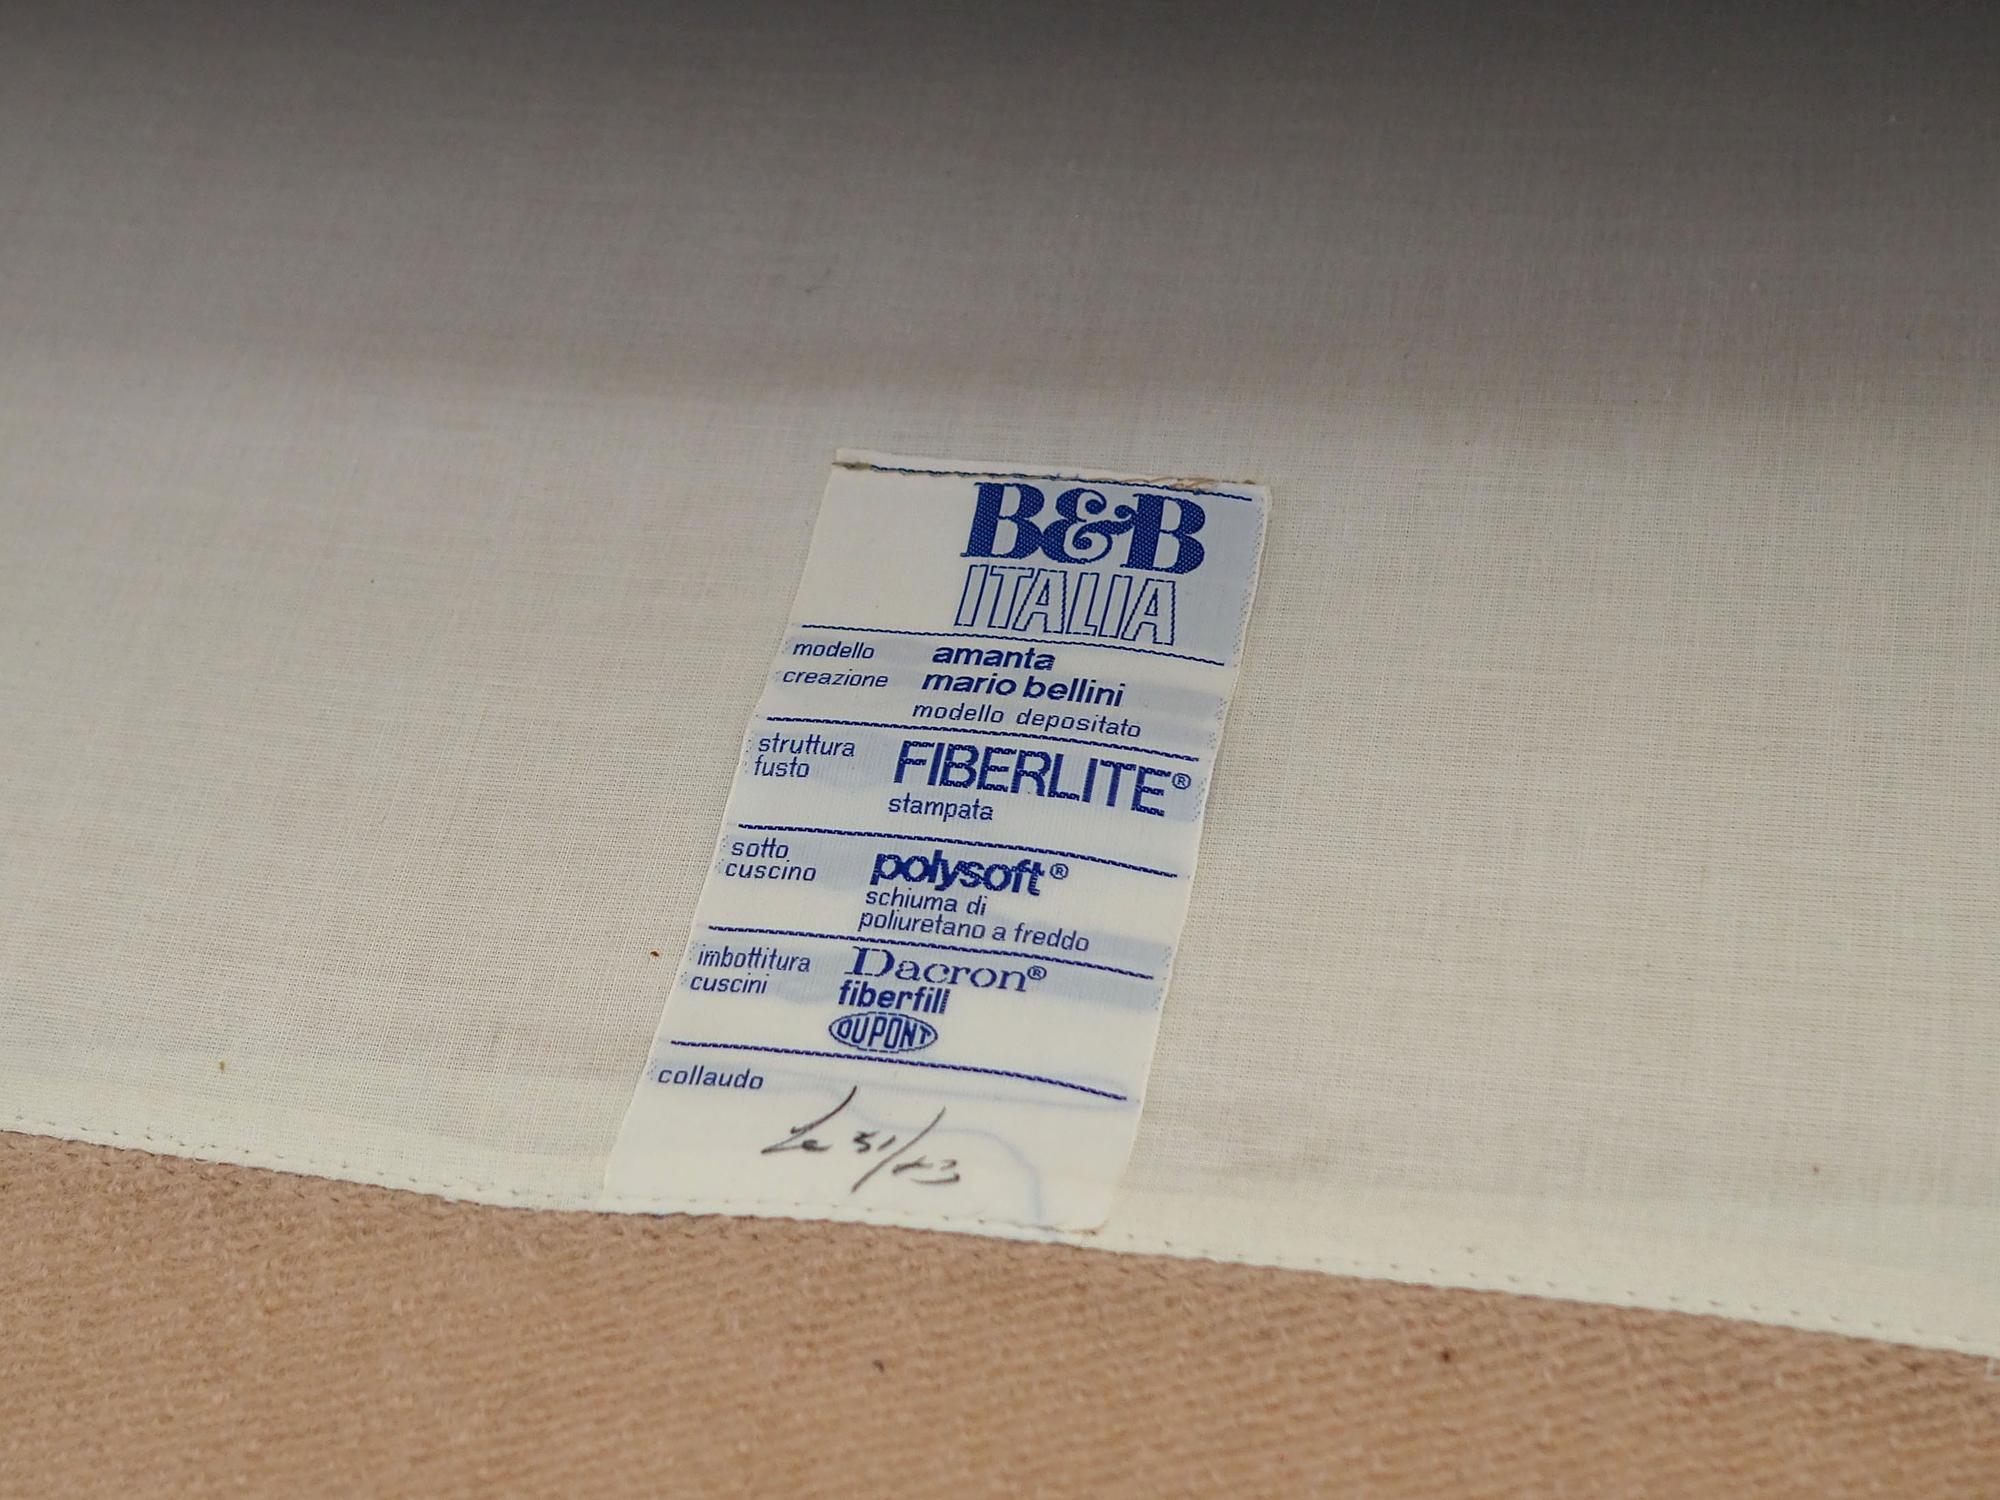 B&B
ITALIA
modello amanta
creazione mario bellini
modello depositato
struttura fusto FIBERLITE®
stampata
sotto cuscino polysoft®
schiuma di
poliuretano a freddo
imbottitura cuscini Dacron®
fiberfill
DUPONT
collaudo